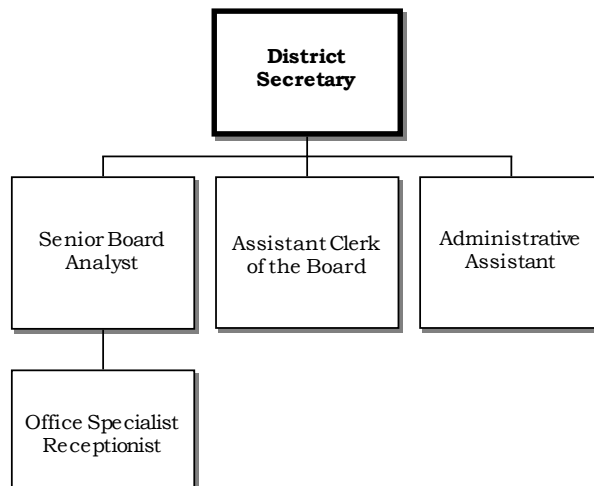 District
Secretary
Senior Board
Analyst
Assistant Clerk
of the Board
Administrative
Assistant
Office Specialist
Receptionist